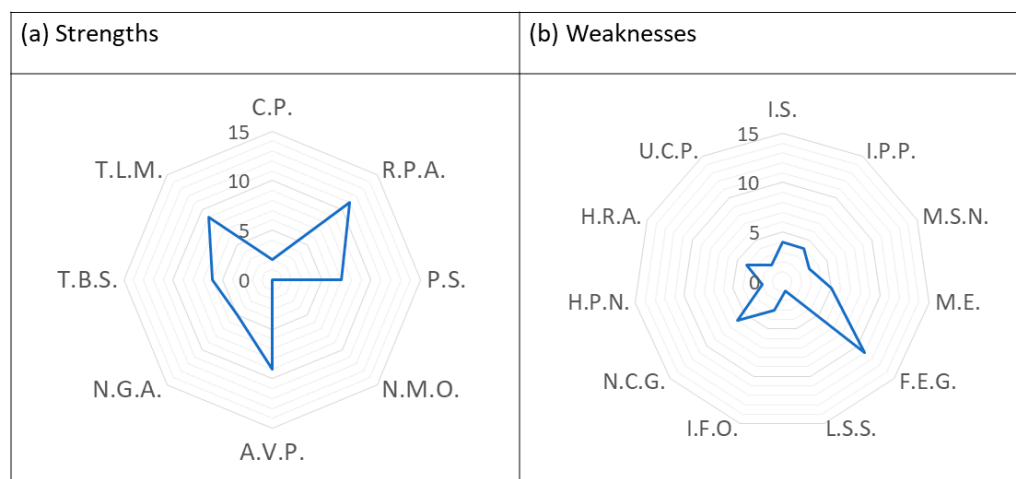 (a) Strengths
(b) Weaknesses
C.P.
R.P.A.
P.S.
N.M.O.
A.V.P.
N.G.A.
T.B.S.
T.L.M.
15
10
5
0
I.S.
I.P.P.
M.S.N.
M.E.
F.E.G.
L.S.S.
I.F.O.
N.C.G.
H.P.N.
H.R.A.
U.C.P.
15
10
5
0